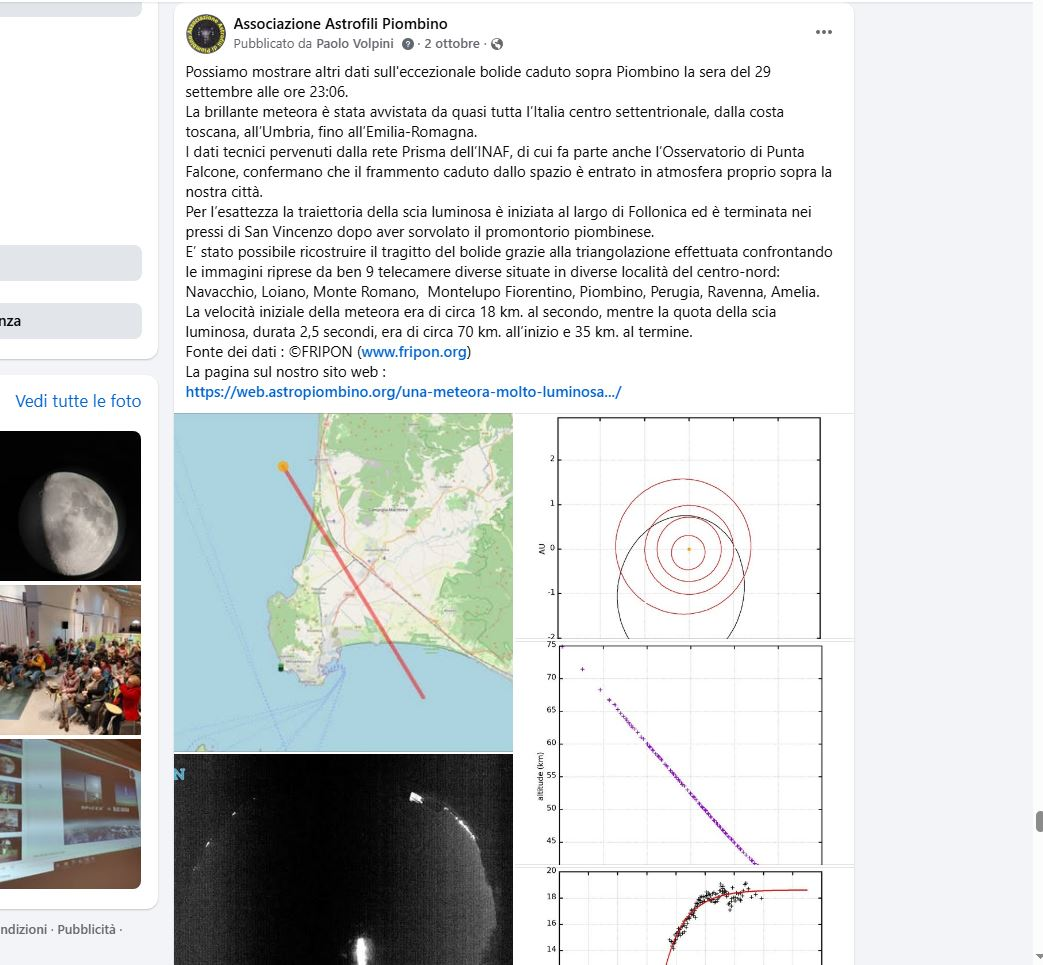 Associazione Astrofili Piombino
Pubblicato da Paolo Volpini · 2 ottobre ·
Possiamo mostrare altri dati sull'eccezionale bolide caduto sopra Piombino la sera del 29
settembre alle ore 23:06.
La brillante meteora è stata avvistata da quasi tutta l'Italia centro settentrionale, dalla costa
toscana, all'Umbria, fino all'Emilia-Romagna.
I dati tecnici pervenuti dalla rete Prisma dell'INAF, di cui fa parte anche l'Osservatorio di Punta
Falcone, confermano che il frammento caduto dallo spazio è entrato in atmosfera proprio sopra la
nostra città.
Per l'esattezza la traiettoria della scia luminosa è iniziata al largo di Follonica ed è terminata nei
pressi di San Vincenzo dopo aver sorvolato il promontorio piombinese.
E' stato possibile ricostruire il tragitto del bolide grazie alla triangolazione effettuata confrontando
le immagini riprese da ben 9 telecamere diverse situate in diverse località del centro-nord:
Navacchio, Loiano, Monte Romano,  Montelupo Fiorentino, Piombino, Perugia, Ravenna, Amelia.
La velocità iniziale della meteora era di circa 18 km. al secondo, mentre la quota della scia
luminosa, durata 2,5 secondi, era di circa 70 km. all'inizio e 35 km. al termine.
Fonte dei dati : ©FRIPON (www.fripon.org)
La pagina sul nostro sito web :
https://web.astropiombino.org/una-meteora-molto-luminosa.../
nza
Vedi tutte le foto
ndizioni · Pubblicità ·
N
2
1
AU
0
-1
-2
75
70
65
60
altitude (km)
55
50
45
20
18
16
14